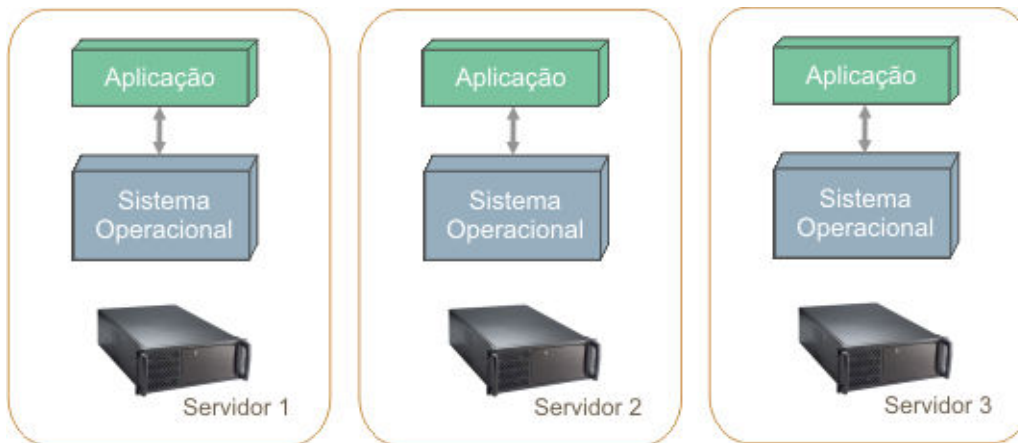 Aplicação
Aplicação
Aplicação
Sistema
Operacional
Sistema
Operacional
Sistema
Operacional
Servidor 1
Servidor 2
Servidor 3